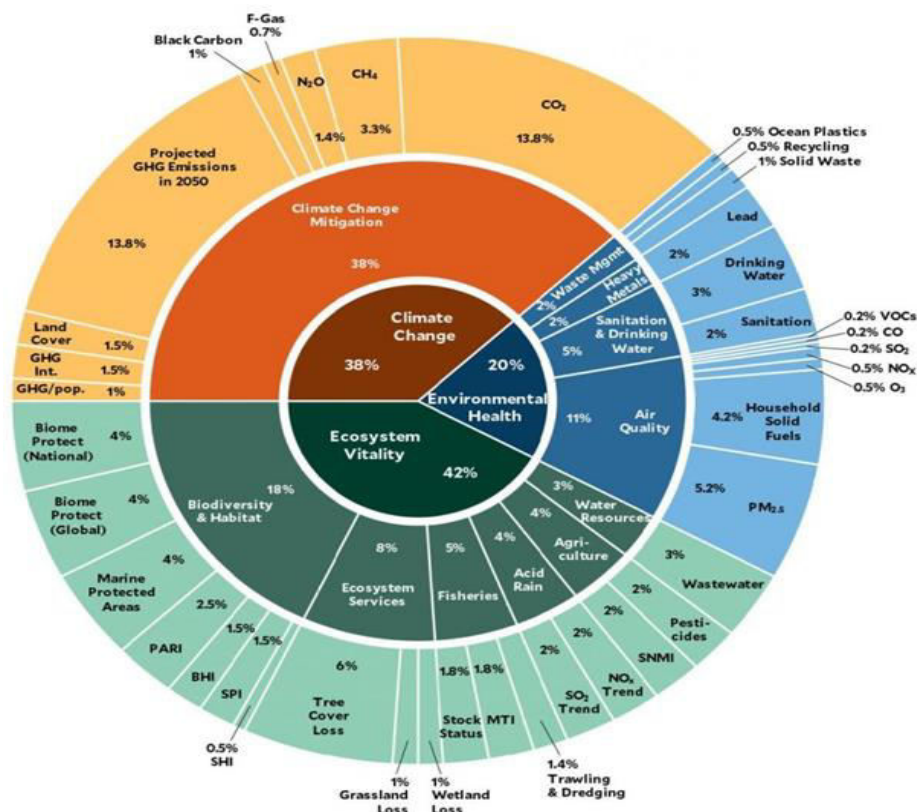 F-Gas
0.7%
Black Carbon
1%
N₂O
1.4%
CH₄
3.3%
CO₂
13.8%
Projected
GHG Emissions
in 2050
13.8%
Land
Cover
1.5%
GHG
Int.
1.5%
GHG/pop.
1%
Climate Change
Mitigation
38%
Climate
Change
38%
0.5% Ocean Plastics
0.5% Recycling
1% Solid Waste
Lead
2%
Drinking
Water
3%
Sanitation
2%
0.2% VOCs
0.2% CO
0.2% SO₂
0.5% NOX
0.5% O₃
Household
Solid
Fuels
4.2%
PM₂.₅
5.2%
Waste Mgmt.
2%
Heavy
Metals
2%
Sanitation
& Drinking
Water
5%
Air
Quality
11%
20%
Environmental
Health
Ecosystem
Vitality
42%
Biome
Protect
(National)
4%
Biome
Protect
(Global)
4%
Marine
Protected
Areas
4%
PARI
2.5%
BHI
1.5%
SPI
1.5%
0.5%
SHI
18%
Biodiversity
& Habitat
8%
Ecosystem
Services
5%
Fisheries
4%
Acid
Rain
4%
Agri-
culture
3%
Water
Resources
6%
Tree
Cover
Loss
1%
Grassland
Loss
1%
Wetland
Loss
1.8%
Stock
Status
1.8%
MTI
1.4%
Trawling
& Dredging
2%
SO₂
Trend
2%
NOₓ
Trend
2%
SNMI
2%
Pesti-
cides
3%
Wastewater